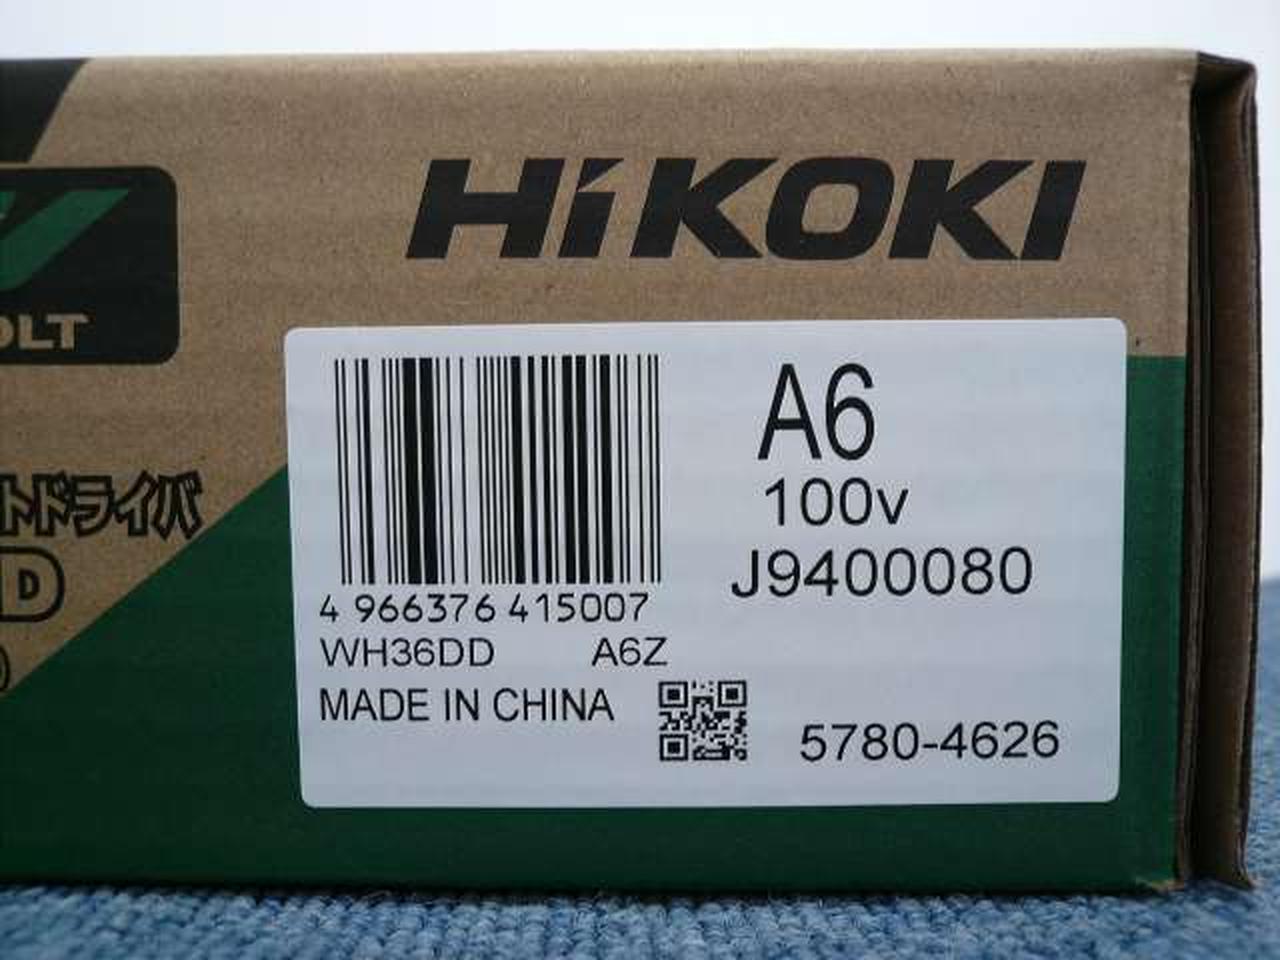 HiKOKI
OLT
トドライバ
D
)
A6
100v
J9400080
4 966376 415007
WH36DD A6Z
MADE IN CHINA
5780-4626